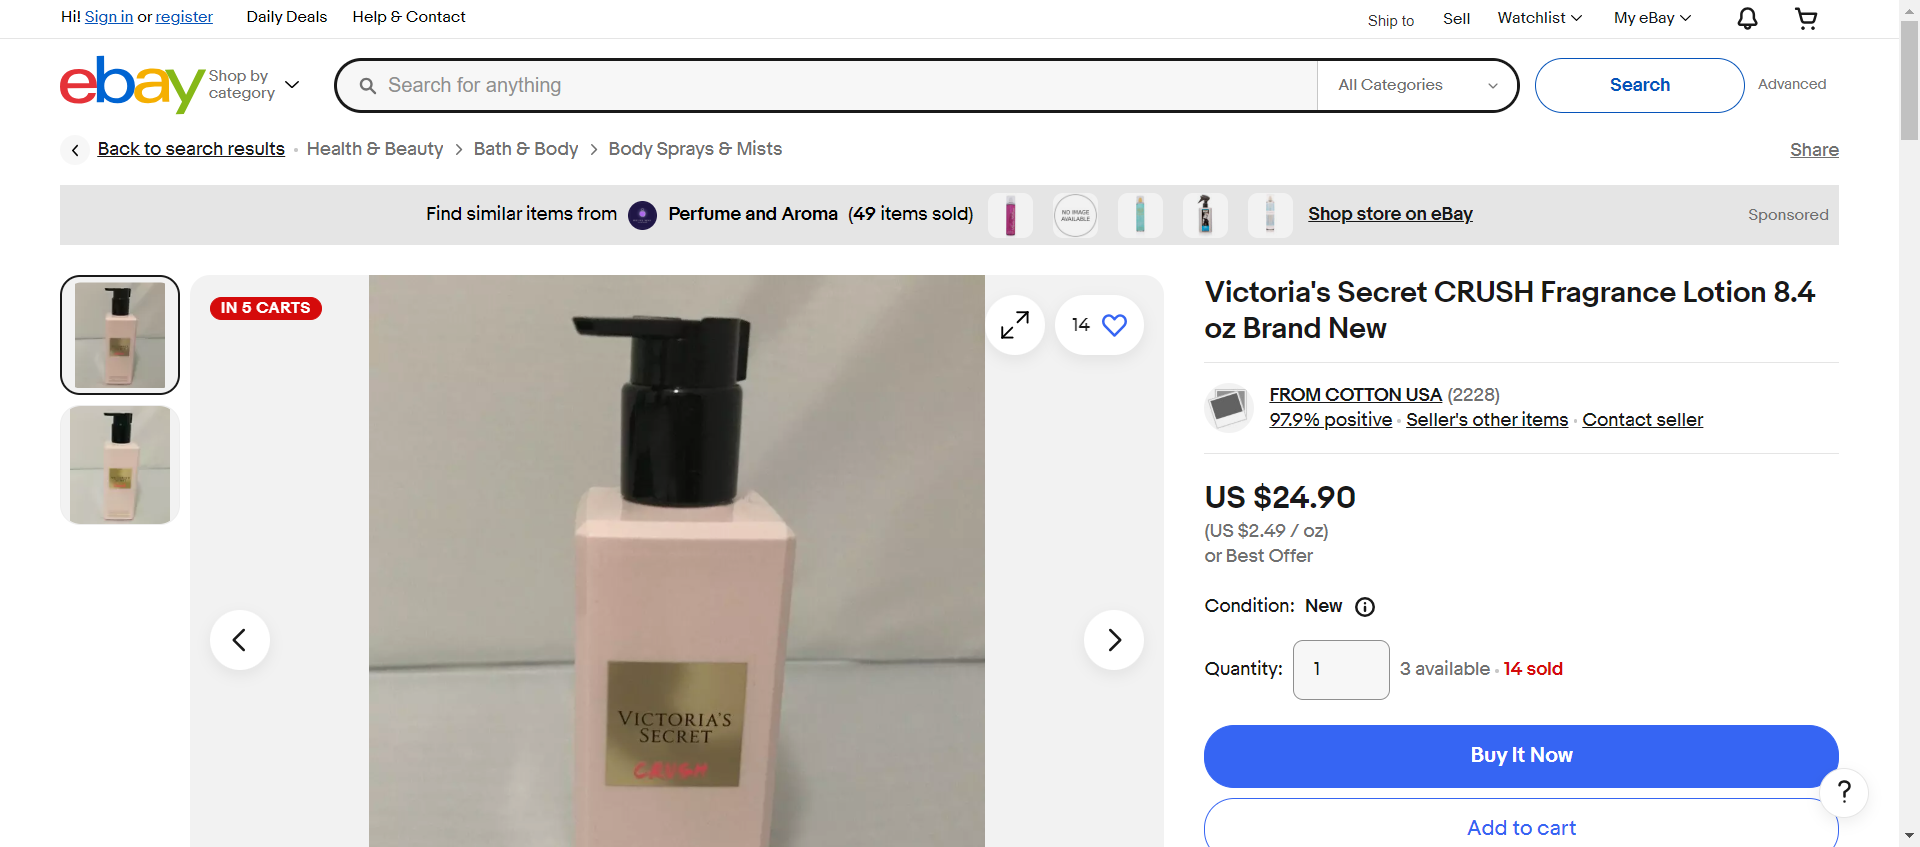 Hi! Sign in or register
Daily Deals
Help & Contact
Ship to
Sell
Watchlist
My eBay
ebay
Shop by
category
Search for anything
All Categories
Search
Advanced
Back to search results
Health & Beauty
Bath & Body
Body Sprays & Mists
Share
Find similar items from
Perfume and Aroma (49 items sold)
NO IMAGE
AVAILABLE
Shop store on eBay
Sponsored
IN 5 CARTS
14
VICTORIA'S
SECRET
CRUSH
Victoria's Secret CRUSH Fragrance Lotion 8.4
oz Brand New
FROM COTTON USA (2228)
97.9% positive · Seller's other items · Contact seller
US $24.90
(US $2.49 / oz)
or Best Offer
Condition: New
Quantity: 1 3 available · 14 sold
Buy It Now
?
Add to cart